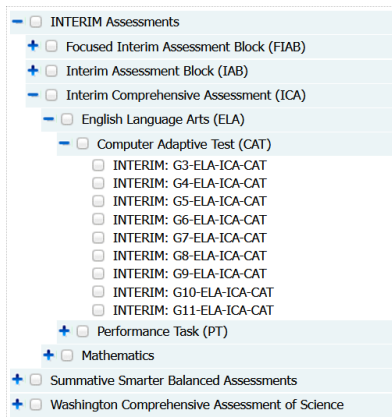 INTERIM Assessments
Focused Interim Assessment Block (FIAB)
Interim Assessment Block (IAB)
Interim Comprehensive Assessment (ICA)
English Language Arts (ELA)
Computer Adaptive Test (CAT)
INTERIM: G3-ELA-ICA-CAT
INTERIM: G4-ELA-ICA-CAT
INTERIM: G5-ELA-ICA-CAT
INTERIM: G6-ELA-ICA-CAT
INTERIM: G7-ELA-ICA-CAT
INTERIM: G8-ELA-ICA-CAT
INTERIM: G9-ELA-ICA-CAT
INTERIM: G10-ELA-ICA-CAT
INTERIM: G11-ELA-ICA-CAT
Performance Task (PT)
Mathematics
Summative Smarter Balanced Assessments
Washington Comprehensive Assessment of Science